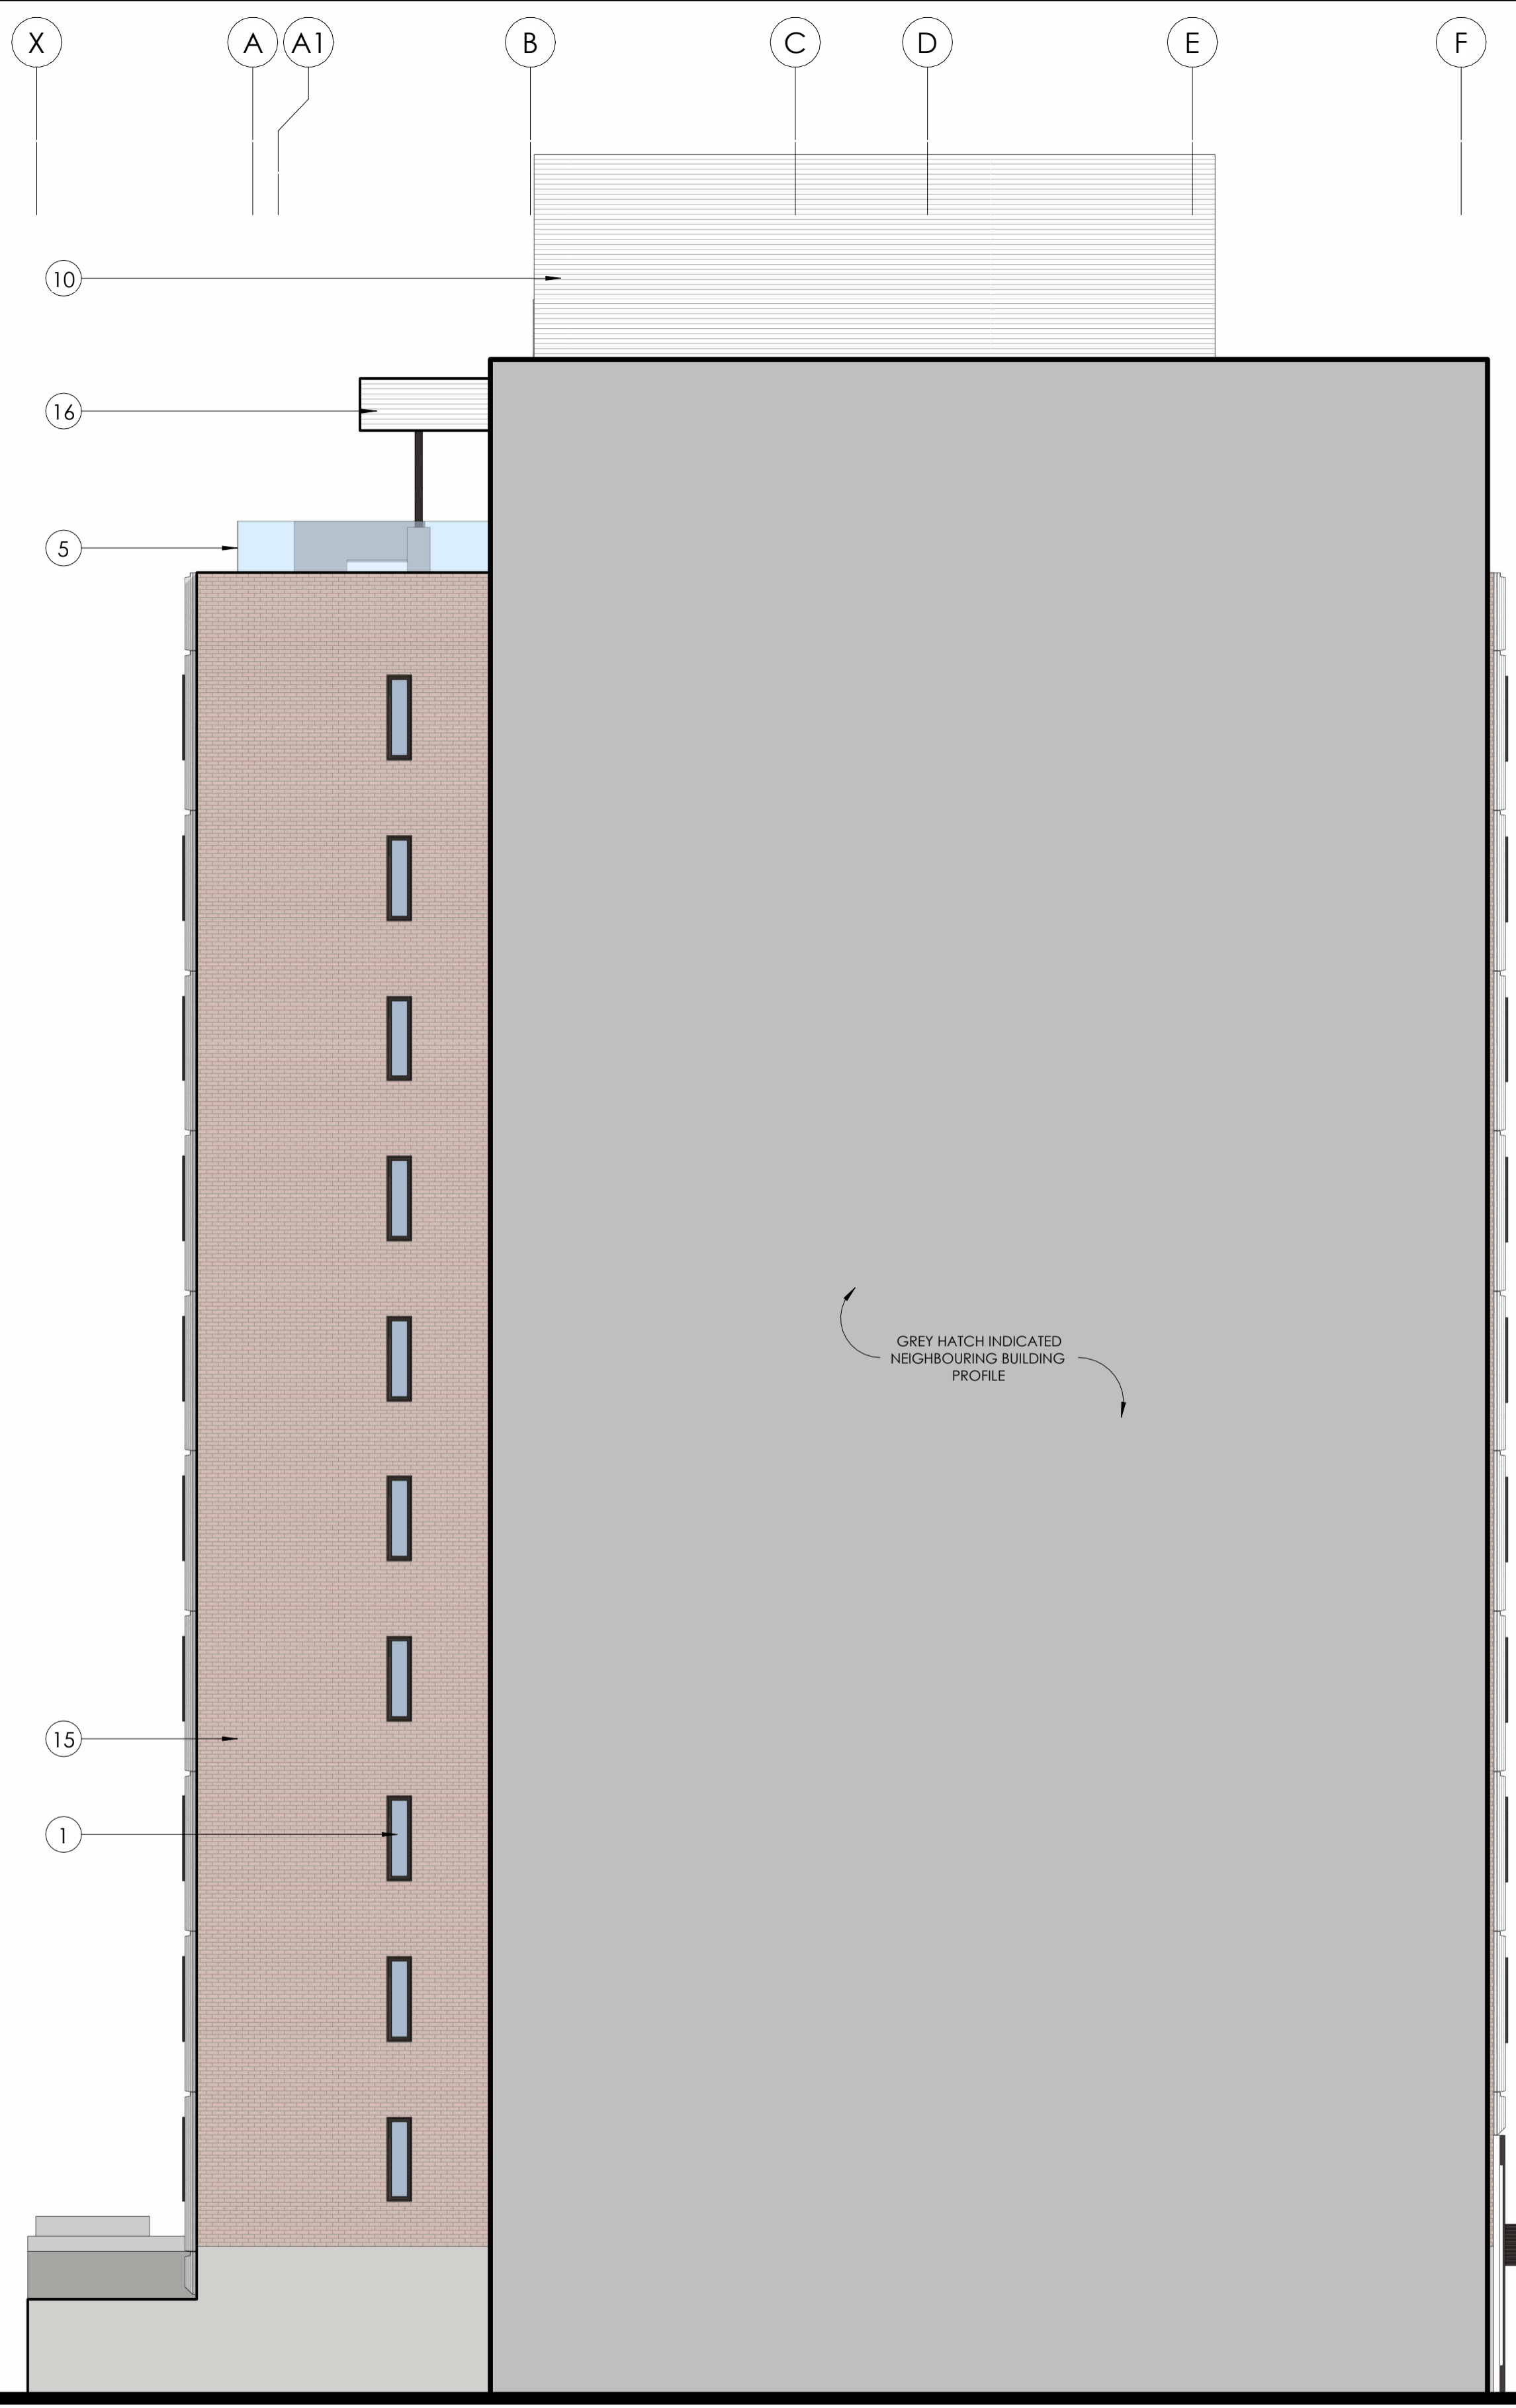 X A A1 B C D E F
10
16
5
GREY HATCH INDICATED
NEIGHBOURING BUILDING
PROFILE
15
1